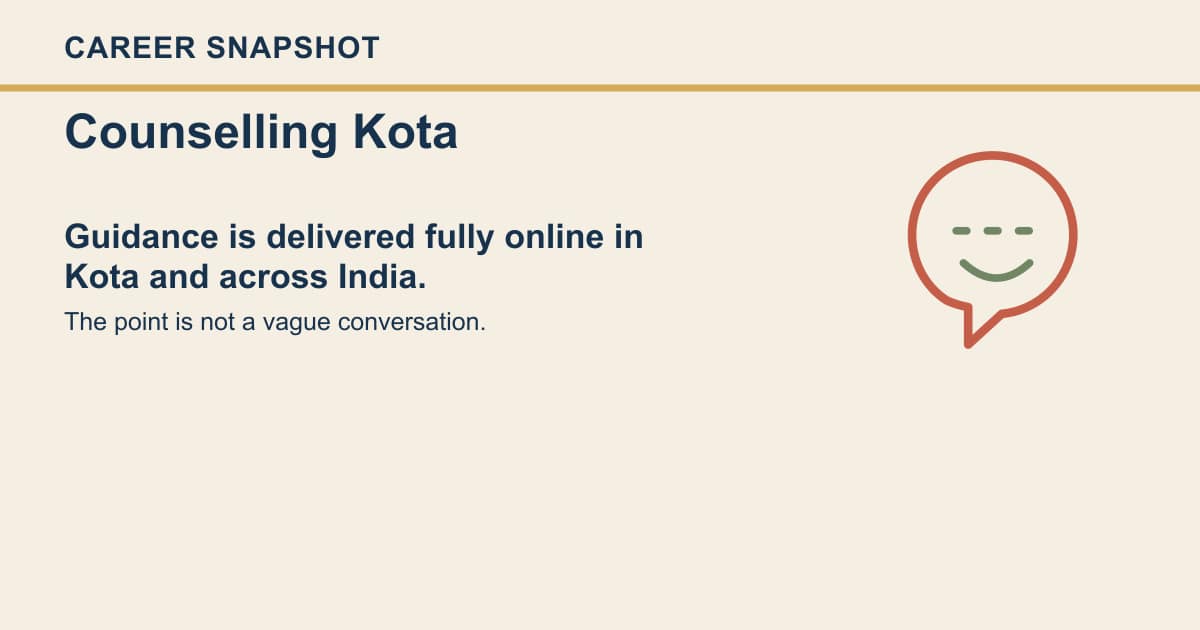 CAREER SNAPSHOT
Counselling Kota
Guidance is delivered fully online in
Kota and across India.
The point is not a vague conversation.